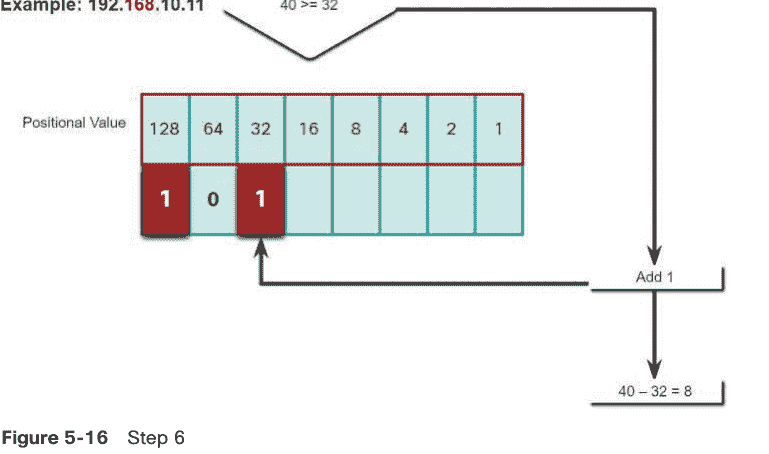 Example: 192.168.10.11
40 >= 32
Positional Value
128 64 32 16 8 4 2 1
1 0 1
Add 1
40 – 32 = 8
Figure 5-16 Step 6